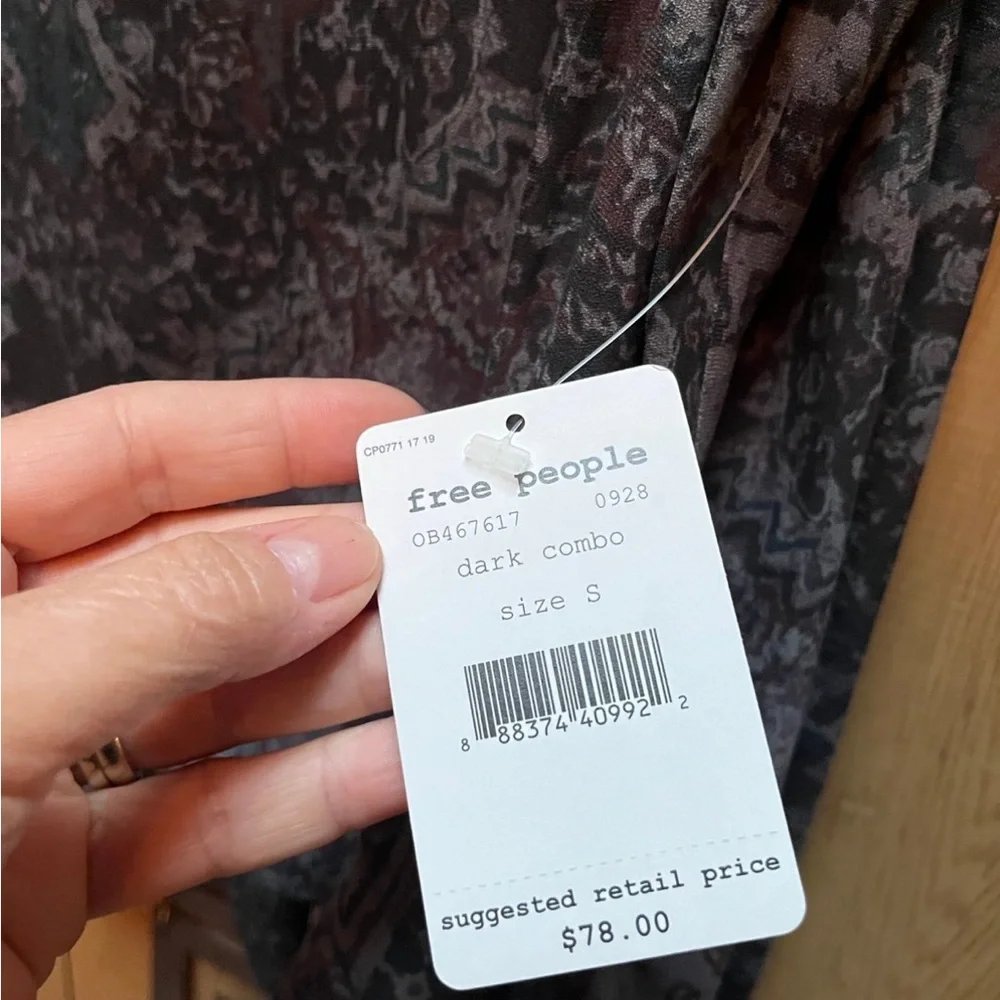 CP0771 17 19
free people
OB467617 0928
dark combo
size S
8 88374 40992 2
suggested retail price
$78.00